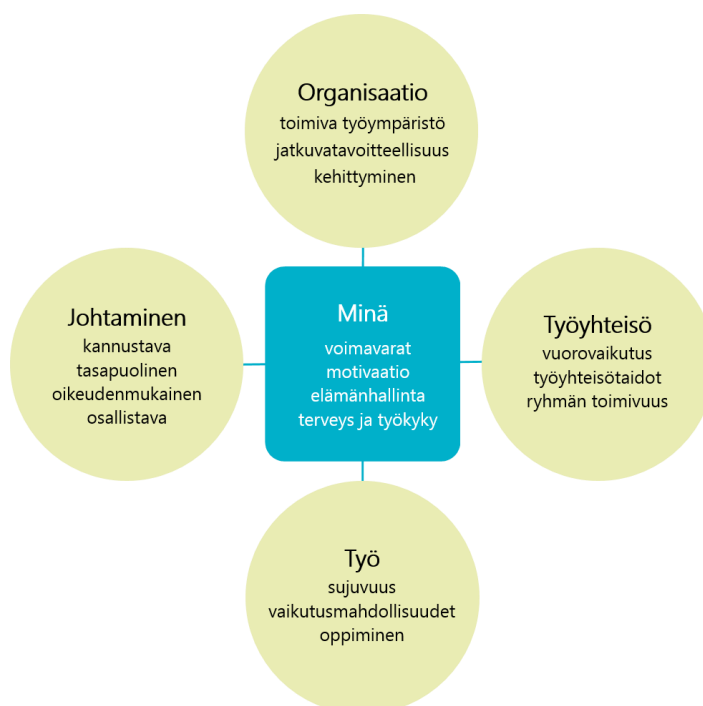 Organisaatio
toimiva työympäristö
jatkuvatavoitteellisuus
kehittyminen
Johtaminen
kannustava
tasapuolinen
oikeudenmukainen
osallistava
Minä
voimavarat
motivaatio
elämänhallinta
terveys ja työkyky
Työyhteisö
vuorovaikutus
työyhteisötaidot
ryhmän toimivuus
Työ
sujuvuus
vaikutusmahdollisuudet
oppiminen